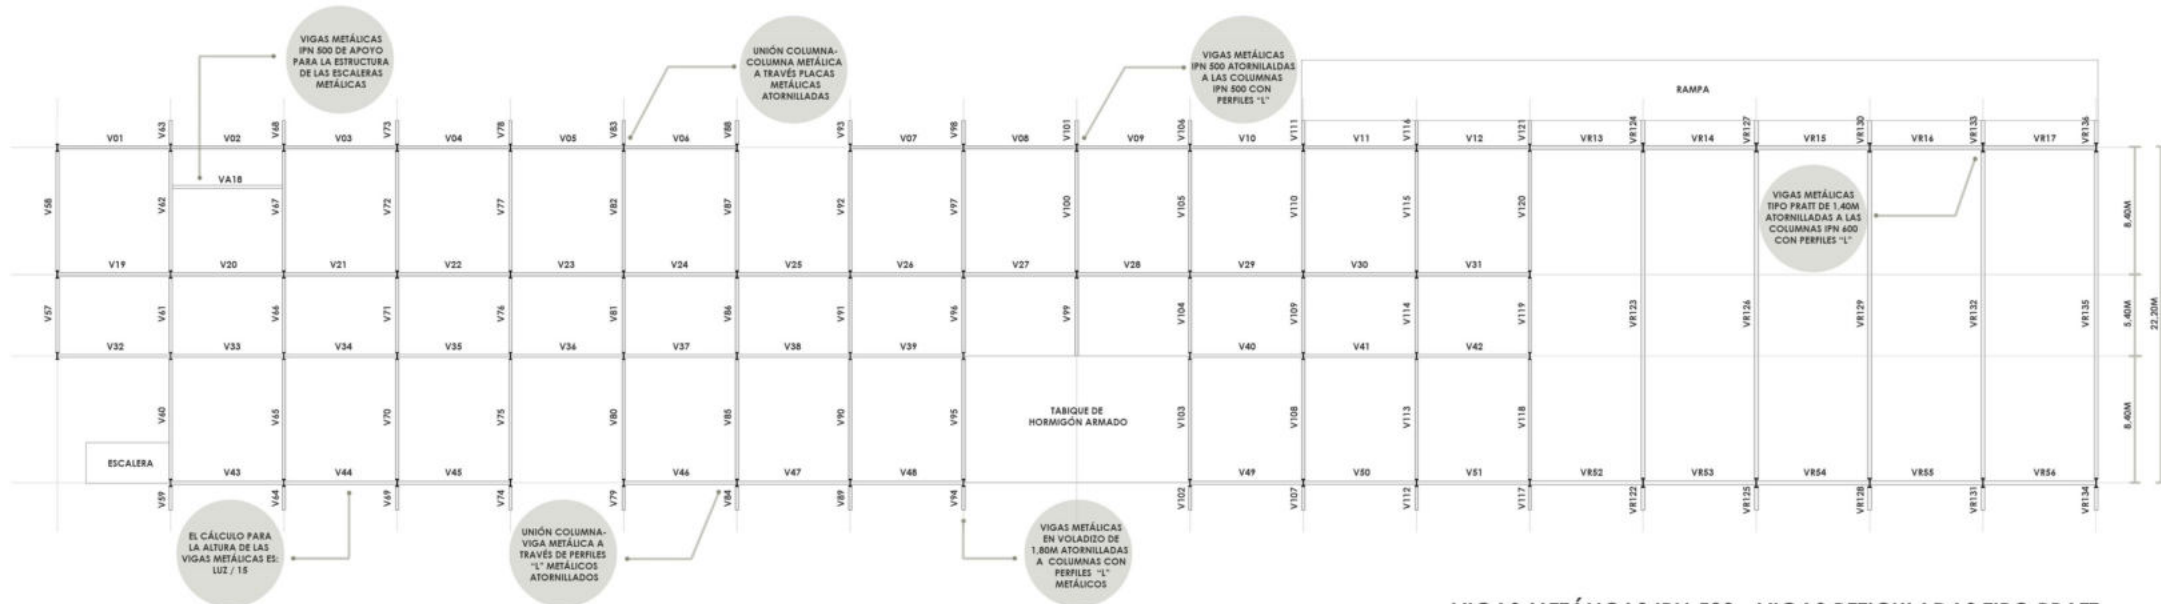 VIGAS METÁLICAS
IPN 500 DE APOYO
PARA LA ESTRUCTURA
DE LAS ESCALERAS
METÁLICAS
UNIÓN COLUMNA-
COLUMNA METÁLICA
A TRAVÉS PLACAS
METÁLICAS
ATORNILLADAS
VIGAS METÁLICAS
IPN 500 ATORNILALDAS
A LAS COLUMNAS
IPN 500 CON
PERFILES “L”
RAMPA
V63
V68
V73
V78
V83
V88
V93
V98
V101
V106
V111
V116
V121
VR124
VR127
VR130
VR133
VR136
V01
V02
V03
V04
V05
V06
V07
V08
V09
V10
V11
V12
VR13
VR14
VR15
VR16
VR17
VA18
V58
V62
V67
V72
V77
V82
V87
V92
V97
V100
V105
V110
V115
V120
VIGAS METÁLICAS
TIPO PRATT DE 1,40M
ATORNILLADAS A LAS
COLUMNAS IPN 600
CON PERFILES “L”
8,40M
V19
V20
V21
V22
V23
V24
V25
V26
V27
V28
V29
V30
V31
V57
V61
V66
V71
V76
V81
V86
V91
V96
V99
V104
V109
V114
V119
VR123
VR126
VR129
VR132
VR135
5,40M
22,20M
V32
V33
V34
V35
V36
V37
V38
V39
V40
V41
V42
V60
V65
V70
V75
V80
V85
V90
V95
TABIQUE DE
HORMIGÓN ARMADO
V103
V108
V113
V118
8,40M
ESCALERA
V43
V44
V45
V46
V47
V48
V49
V50
V51
VR52
VR53
VR54
VR55
VR56
V59
V64
V69
V74
V79
V84
V89
V94
V102
V107
V112
V117
VR122
VR125
VR128
VR131
VR134
EL CÁLCULO PARA
LA ALTURA DE LAS
VIGAS METÁLICAS ES:
LUZ / 15
UNIÓN COLUMNA-
VIGA METÁLICA A
TRAVÉS DE PERFILES
“L” METÁLICOS
ATORNILLADOS
VIGAS METÁLICAS
EN VOLADIZO DE
1,80M ATORNILLADAS
A COLUMNAS CON
PERFILES “L”
METÁLICOS